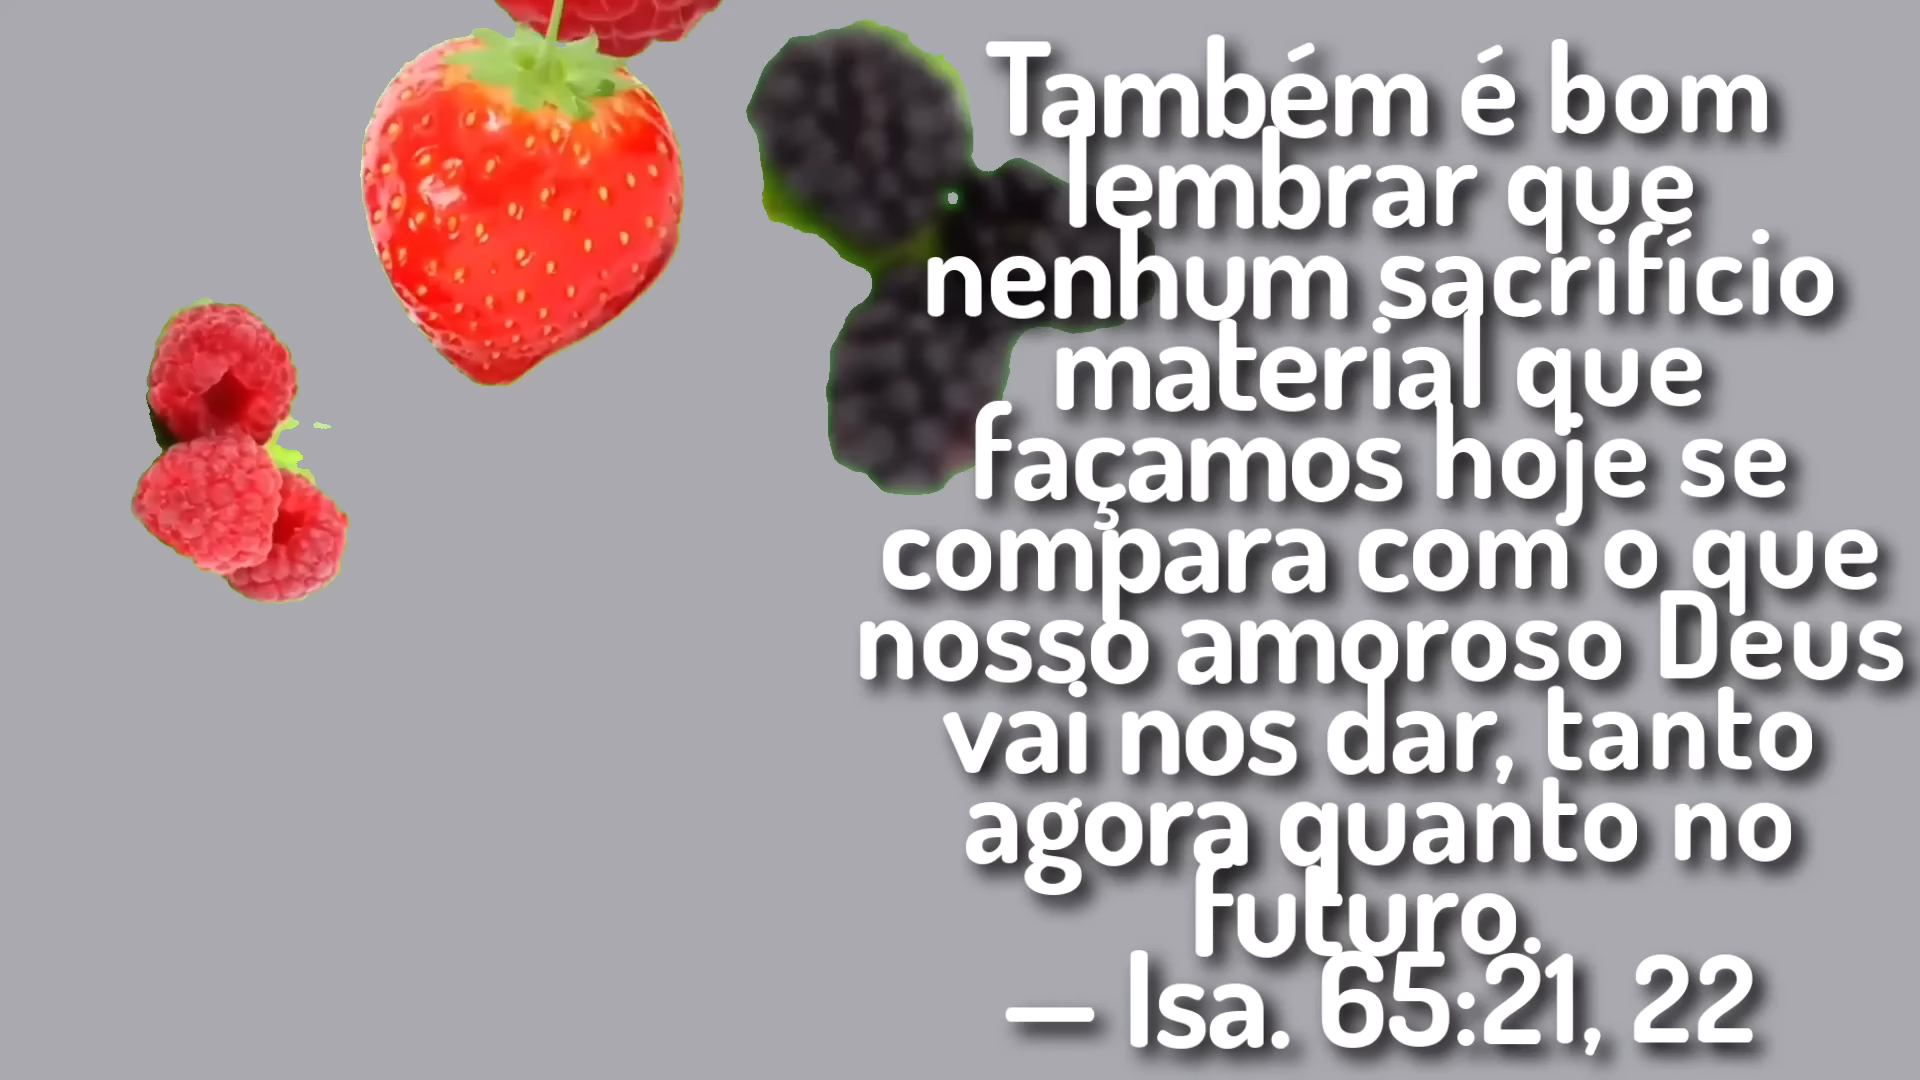 Também é bom
lembrar que
nenhum sacrifício
material que
façamos hoje se
compara com o que
nosso amoroso Deus
vai nos dar, tanto
agora quanto no
futuro.
— Isa. 65:21, 22